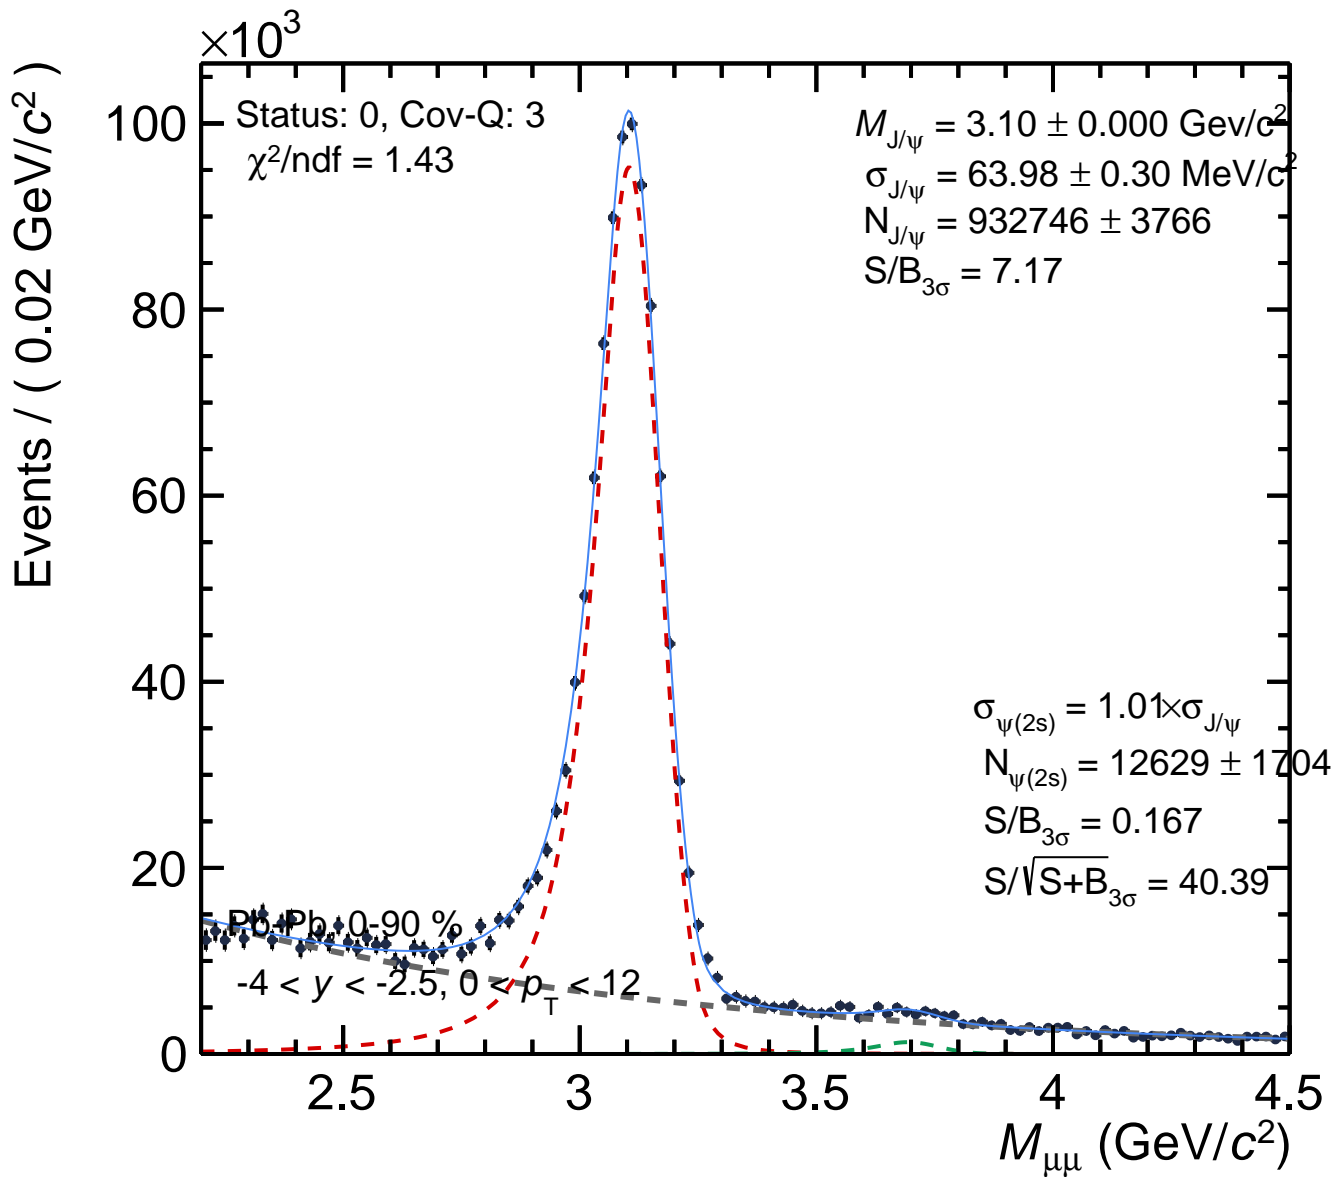 ×10³
Events / ( 0.02 GeV/c²)
100
80
60
40
20
0
Status: 0, Cov-Q: 3
χ²/ndf = 1.43
M_J/ψ = 3.10 ± 0.000 Gev/c²
σ_J/ψ = 63.98 ± 0.30 MeV/c²
N_J/ψ = 932746 ± 3766
S/B_3σ = 7.17
σ_ψ(2s) = 1.01×σ_J/ψ
N_ψ(2s) = 12629 ± 1704
S/B_3σ = 0.167
S/√S+B_3σ = 40.39
Pb-Pb, 0-90 %
-4 < y < -2.5, 0 < p_T < 12
2.5 3 3.5 4 4.5
M_μμ (GeV/c²)